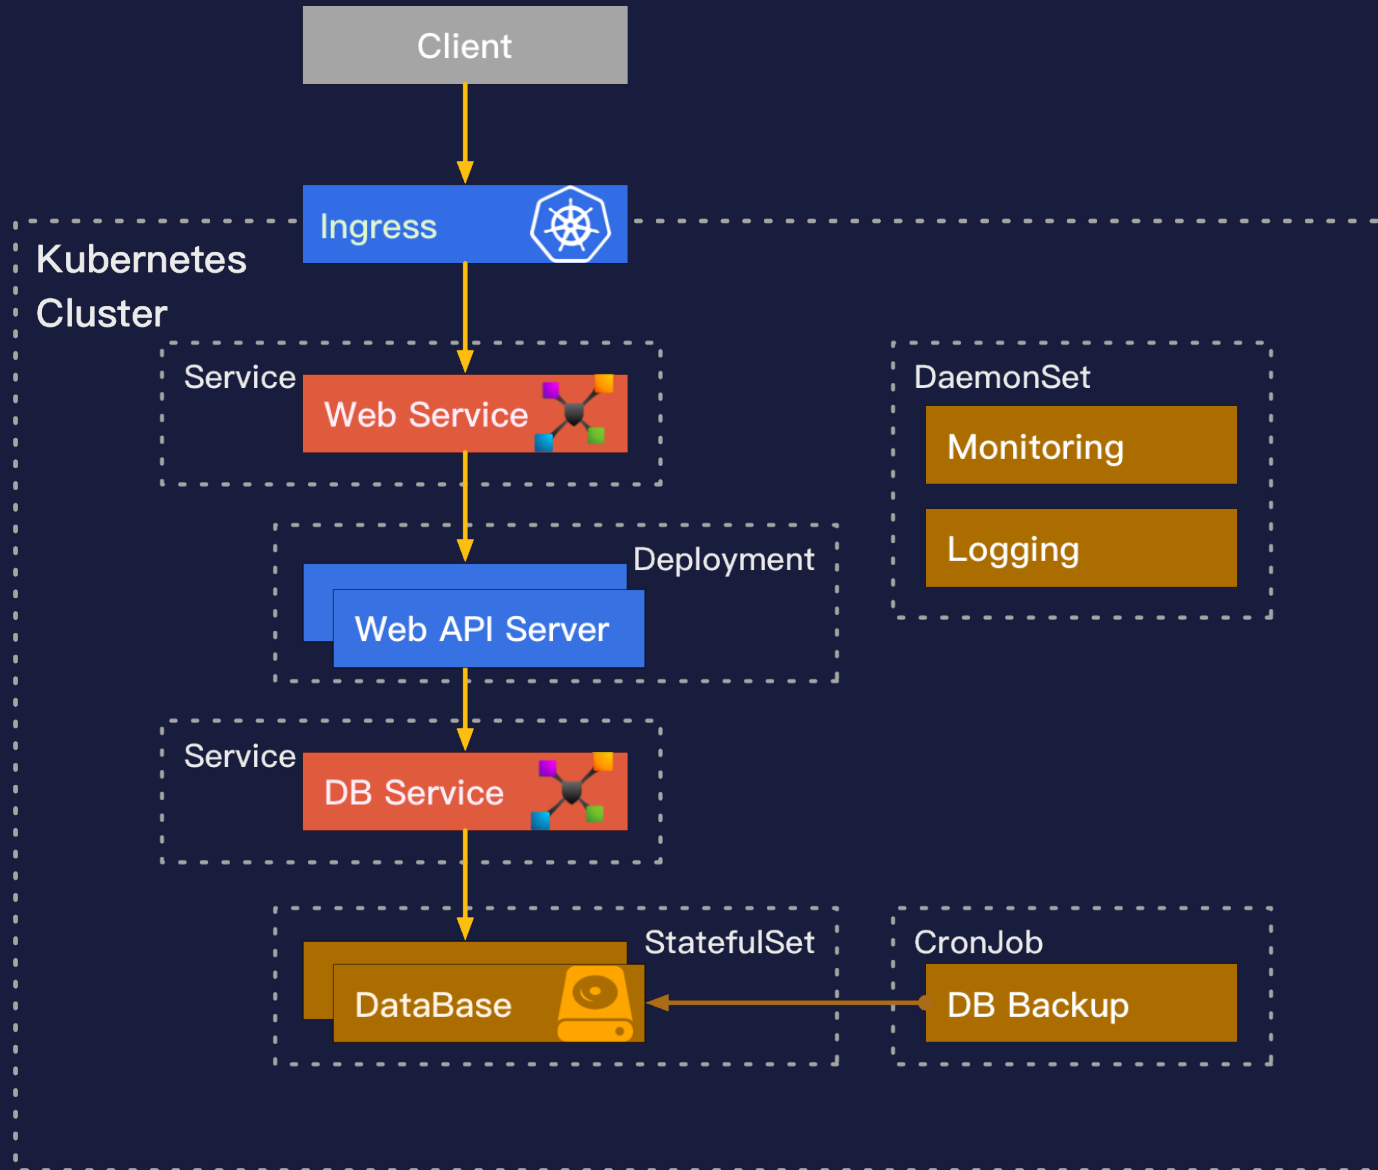 Client
Ingress
Kubernetes
Cluster
Service
Web Service
DaemonSet
Monitoring
Logging
Deployment
Web API Server
Service
DB Service
StatefulSet
DataBase
CronJob
DB Backup